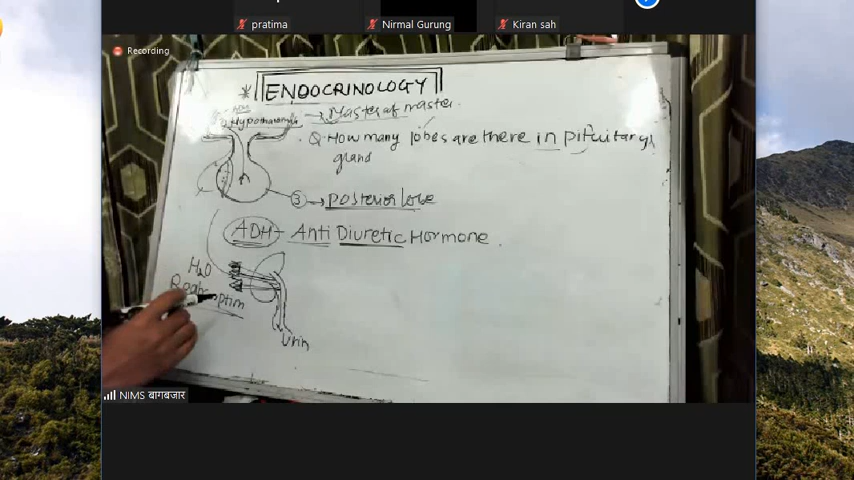 pratima
Nirmal Gurung
Kiran sah
Recording
* ENDOCRINOLOGY
Hypothalamus → Master of master.
Q. How many lobes are there in Pituitary
gland
③ → posterior lobe
ADH - Anti Diuretic Hormone.
H2O
Urin
NIMS बागबजार